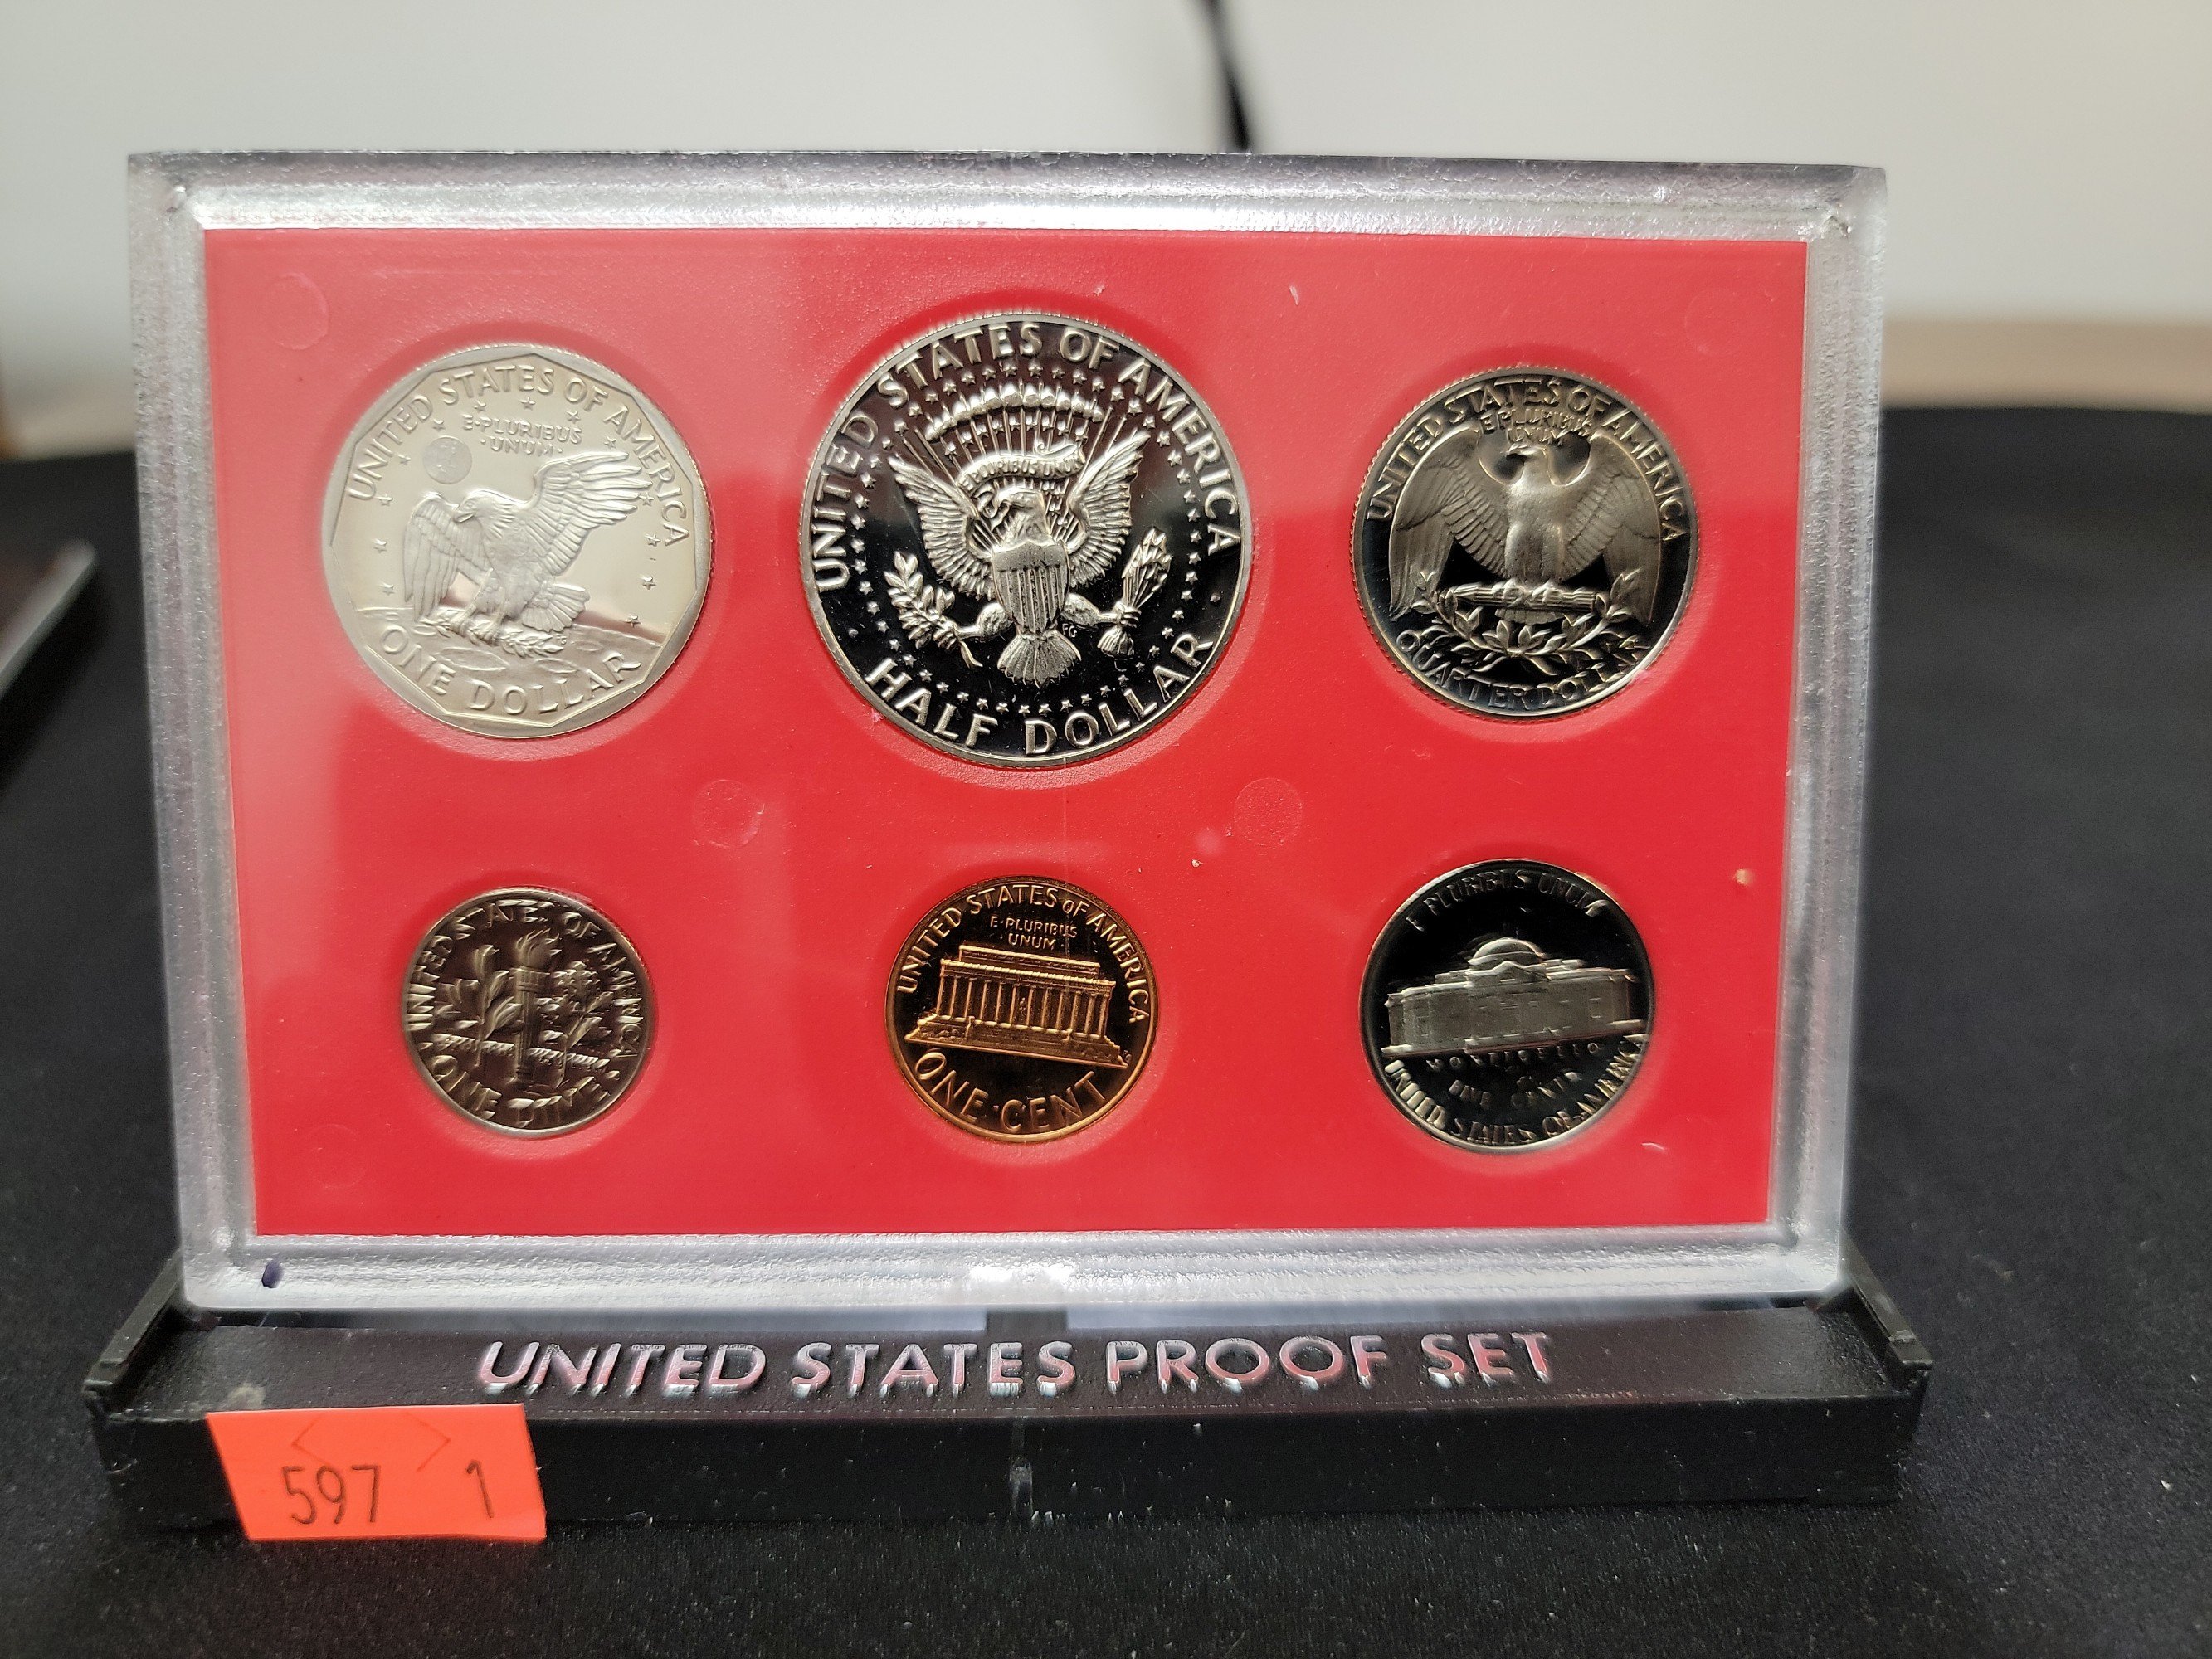 UNITED STATES OF AMERICA
E·PLURIBUS
·UNUM·
ONE DOLLAR
UNITED STATES OF AMERICA
E PLURIBUS UNUM
FG
HALF DOLLAR
UNITED STATES OF AMERICA
E PLURIBUS
UNUM
QUARTER DOLLAR
UNITED STATES OF AMERICA
ONE DIME
UNITED STATES OF AMERICA
E·PLURIBUS
UNUM
ONE·CENT
E PLURIBUS UNUM
MONTICELLO
FIVE CENTS
UNITED STATES OF AMERICA
UNITED STATES PROOF SET
597 1